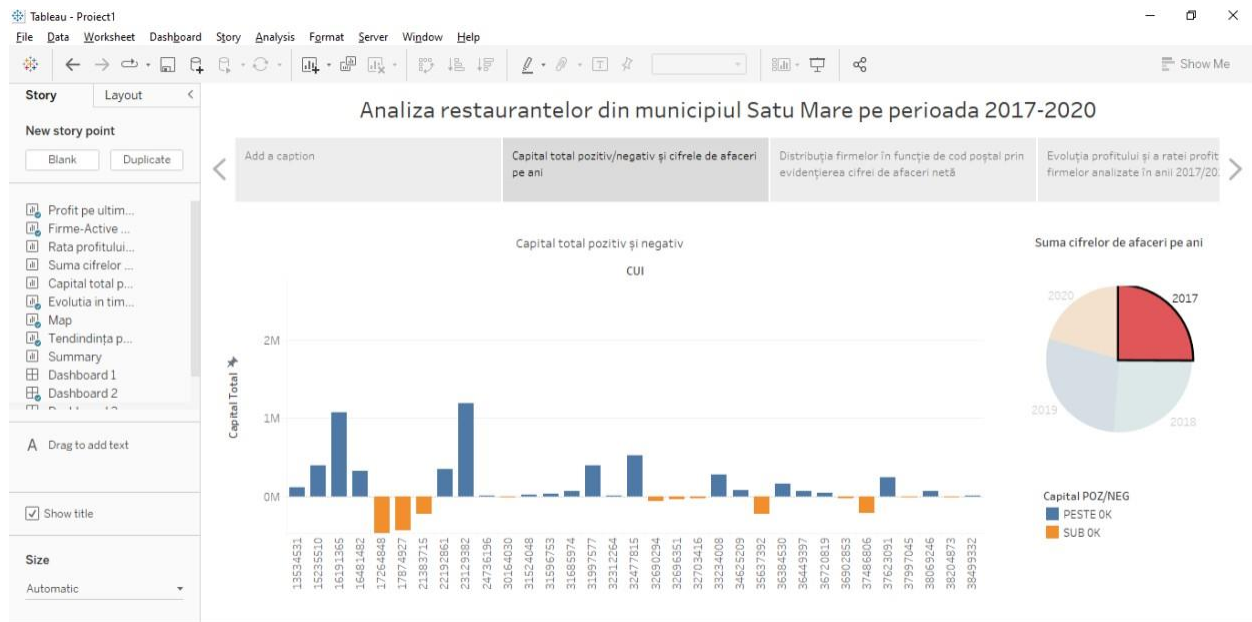 Tableau - Proiect1
File Data Worksheet Dashboard Story Analysis Format Server Window Help
Show Me
Story Layout
New story point
Blank Duplicate
Profit pe ultim...
Firme-Active ...
Rata profitului...
Suma cifrelor ...
Capital total p...
Evolutia in tim...
Map
Tendindința p...
Summary
Dashboard 1
Dashboard 2
A Drag to add text
Show title
Size
Automatic
Analiza restaurantelor din municipiul Satu Mare pe perioada 2017-2020
Add a caption
Capital total pozitiv/negativ și cifrele de afaceri
pe ani
Distribuția firmelor în funcție de cod poștal prin
evidențierea cifrei de afaceri netă
Evoluția profitului și a ratei profit
firmelor analizate în anii 2017/20
Capital total pozitiv și negativ
CUI
Capital Total
2M
1M
0M
13534531
15235510
16191365
16481482
17264848
17874927
21383715
22192861
23129382
24736196
30164030
31524048
31596753
31685974
31997577
32312264
32477815
32690294
32696351
32703416
33234008
34625209
35637392
36384530
36449397
36720819
36902853
37486806
37623091
37997045
38069246
38204873
38499332
Suma cifrelor de afaceri pe ani
2020
2017
2019
2018
Capital POZ/NEG
PESTE 0K
SUB 0K